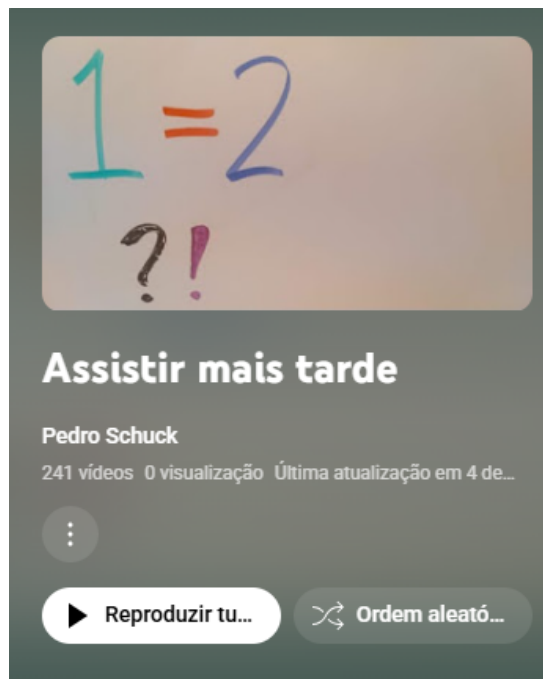 1 = 2
?!
Assistir mais tarde
Pedro Schuck
241 vídeos 0 visualização Última atualização em 4 de...
Reproduzir tu...
Ordem aleató...